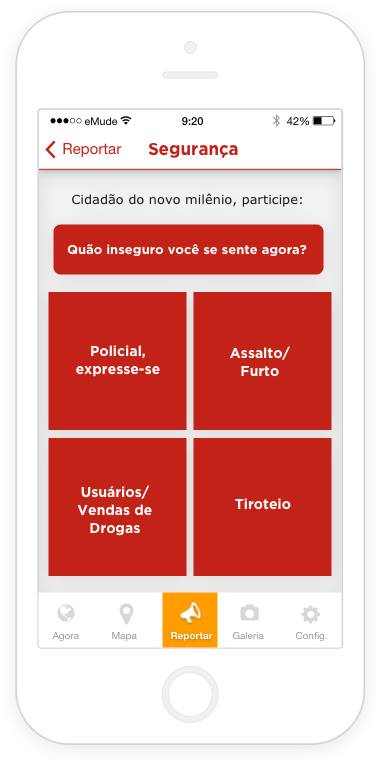 eMude 9:20 42%
Reportar Segurança
Cidadão do novo milênio, participe:
Quão inseguro você se sente agora?
Policial,
expresse-se
Assalto/
Furto
Usuários/
Vendas de
Drogas
Tiroteio
Agora Mapa Reportar Galeria Config.